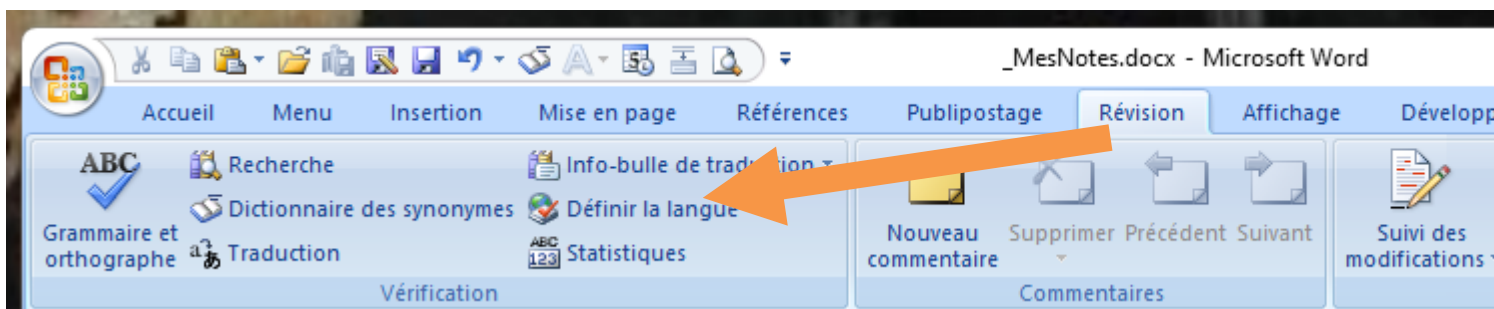 _MesNotes.docx - Microsoft Word
Accueil Menu Insertion Mise en page Références Publipostage Révision Affichage Dévelop
ABC Recherche Info-bulle de traduction
Dictionnaire des synonymes Définir la langue
Grammaire et orthographe Traduction ABC 123 Statistiques
Nouveau commentaire Supprimer Précédent Suivant Suivi des modifications
Vérification Commentaires